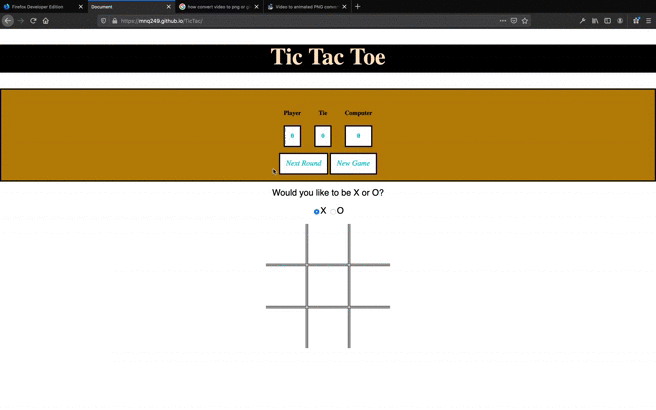 Firefox Developer Edition
Document
how convert video to png or g
Video to animated PNG conver
https://mnq249.github.io/TicTac/
Tic Tac Toe
Player Tie Computer
0 0 0
Next Round New Game
Would you like to be X or O?
X O